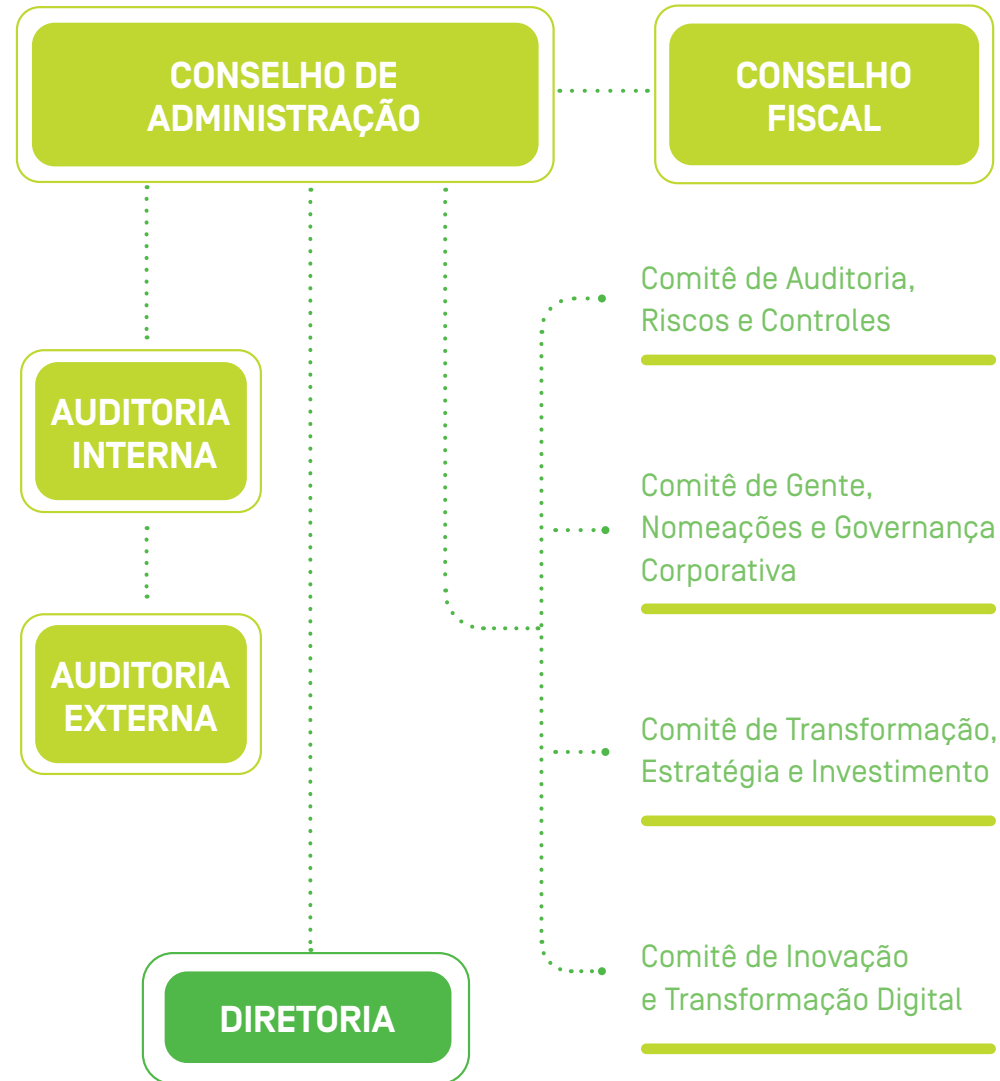 CONSELHO DE
ADMINISTRAÇÃO
CONSELHO
FISCAL
Comitê de Auditoria,
Riscos e Controles
AUDITORIA
INTERNA
Comitê de Gente,
Nomeações e Governança
Corporativa
AUDITORIA
EXTERNA
Comitê de Transformação,
Estratégia e Investimento
Comitê de Inovação
e Transformação Digital
DIRETORIA